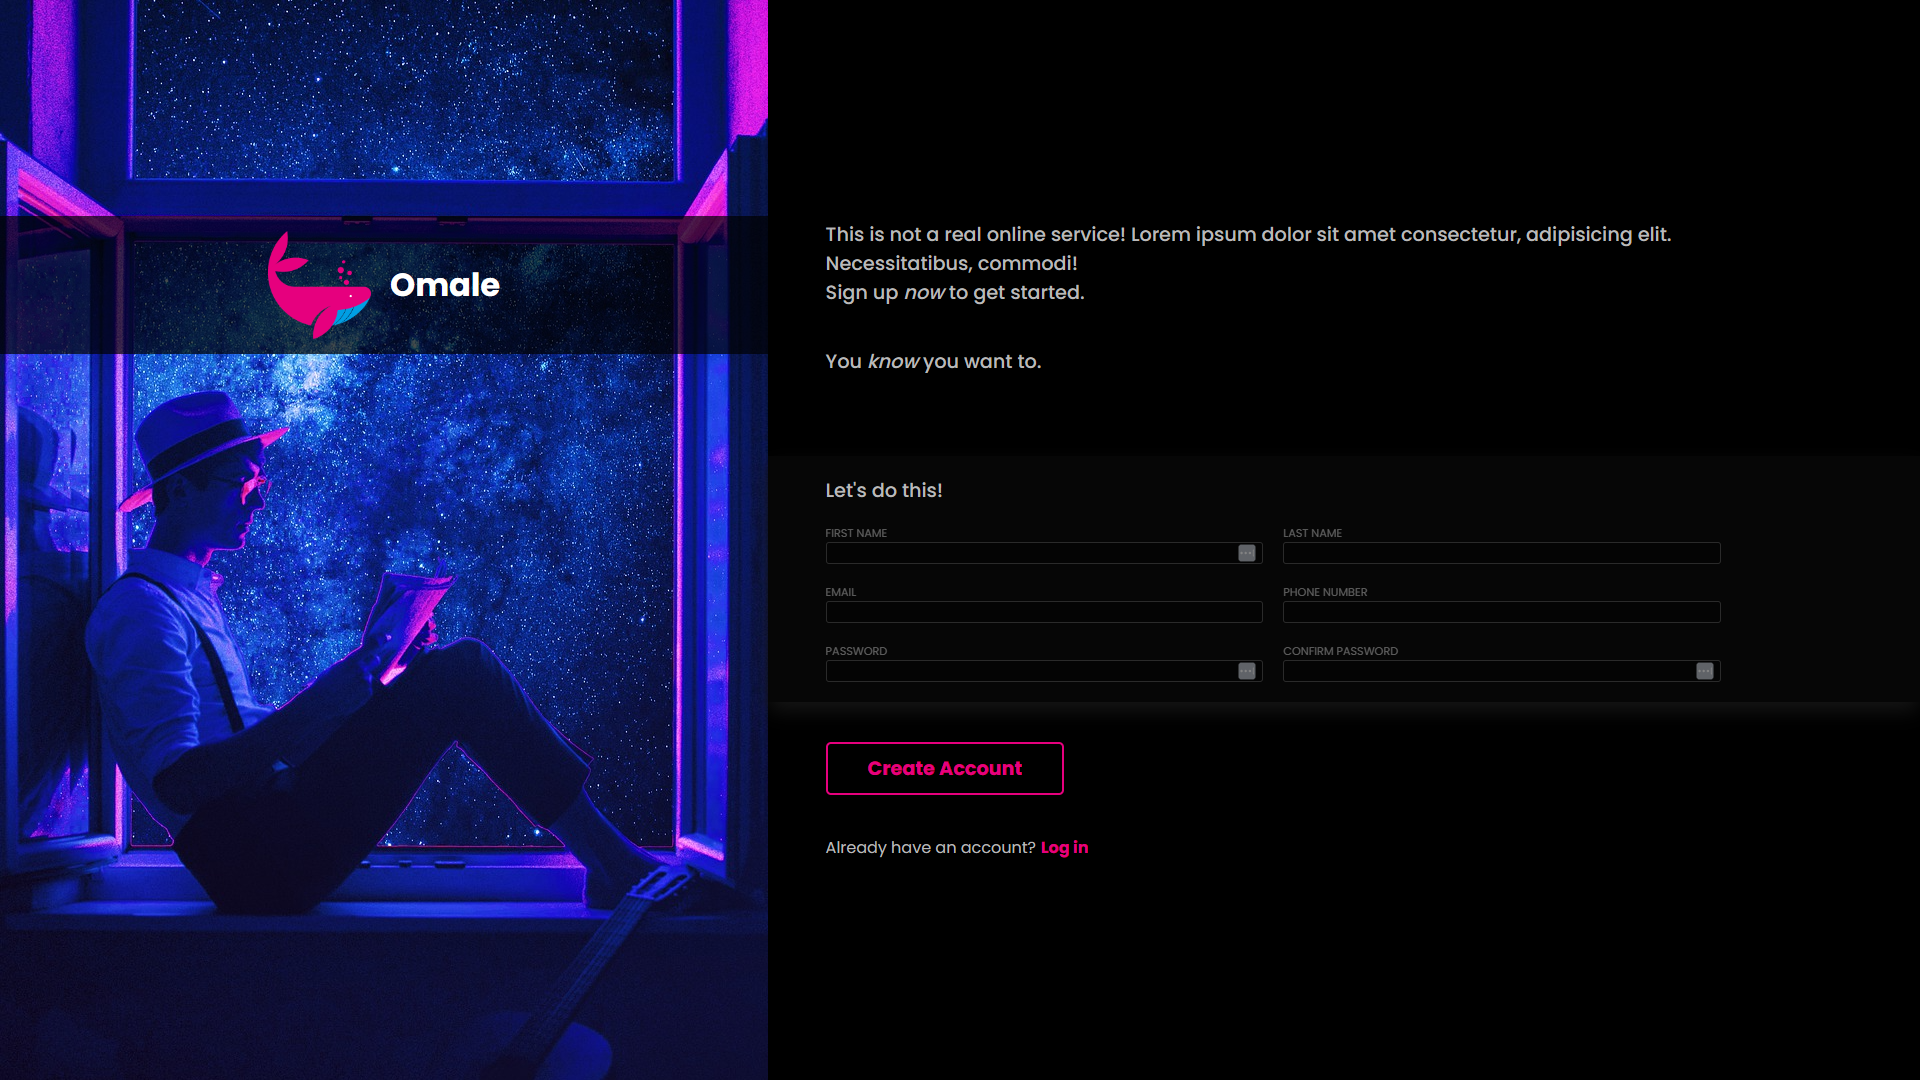 Omale
This is not a real online service! Lorem ipsum dolor sit amet consectetur, adipisicing elit.
Necessitatibus, commodi!
Sign up now to get started.
You know you want to.
Let's do this!
FIRST NAME
LAST NAME
EMAIL
PHONE NUMBER
PASSWORD
CONFIRM PASSWORD
Create Account
Already have an account? Log in